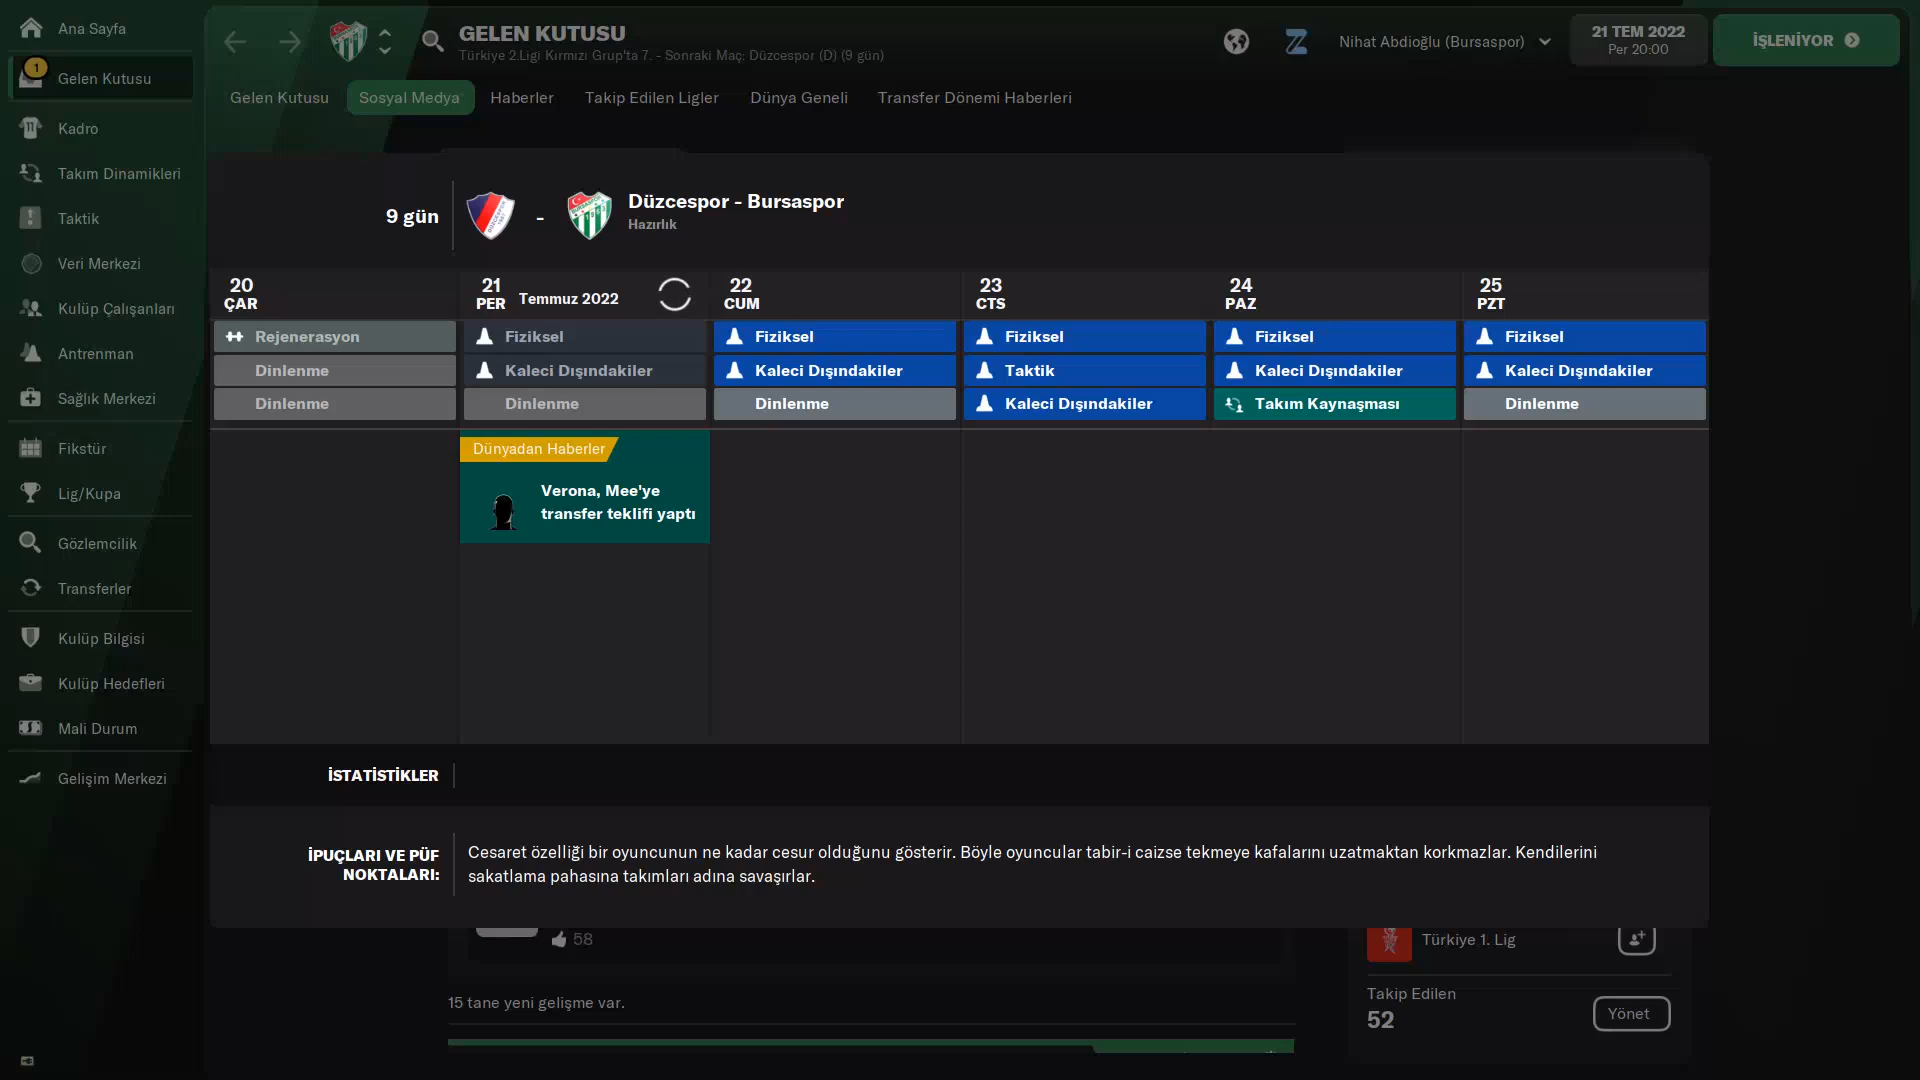 Ana Sayfa
1
Gelen Kutusu
Kadro
Takım Dinamikleri
Taktik
Veri Merkezi
Kulüp Çalışanları
Antrenman
Sağlık Merkezi
Fikstür
Lig/Kupa
Gözlemcilik
Transferler
Kulüp Bilgisi
Kulüp Hedefleri
Mali Durum
Gelişim Merkezi
GELEN KUTUSU
Türkiye 2.Ligi Kırmızı Grup'ta 7. - Sonraki Maç: Düzcespor (D) (9 gün)
Nihat Abdioğlu (Bursaspor)
21 TEM 2022
Per 20:00
İŞLENİYOR
Gelen Kutusu
Sosyal Medya
Haberler
Takip Edilen Ligler
Dünya Geneli
Transfer Dönemi Haberleri
9 gün
-
Düzcespor - Bursaspor
Hazırlık
20
ÇAR
21
PER
Temmuz 2022
22
CUM
23
CTS
24
PAZ
25
PZT
Rejenerasyon
Fiziksel
Fiziksel
Fiziksel
Fiziksel
Fiziksel
Dinlenme
Kaleci Dışındakiler
Kaleci Dışındakiler
Taktik
Kaleci Dışındakiler
Kaleci Dışındakiler
Dinlenme
Dinlenme
Dinlenme
Kaleci Dışındakiler
Takım Kaynaşması
Dinlenme
Dünyadan Haberler
Verona, Mee'ye
transfer teklifi yaptı
İSTATİSTİKLER
İPUÇLARI VE PÜF
NOKTALARI:
Cesaret özelliği bir oyuncunun ne kadar cesur olduğunu gösterir. Böyle oyuncular tabir-i caizse tekmeye kafalarını uzatmaktan korkmazlar. Kendilerini
sakatlama pahasına takımları adına savaşırlar.
58
Türkiye 1. Lig
15 tane yeni gelişme var.
Takip Edilen
52
Yönet